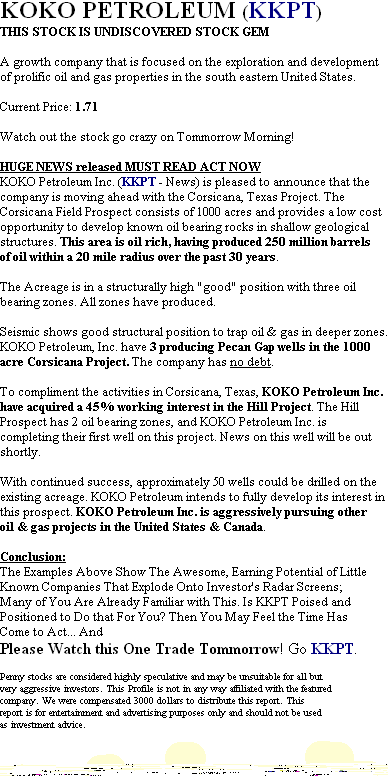 KOKO PETROLEUM (KKPT)
THIS STOCK IS UNDISCOVERED STOCK GEM
A growth company that is focused on the exploration and development
of prolific oil and gas properties in the south eastern United States.
Current Price: 1.71
Watch out the stock go crazy on Tommorrow Morning!
HUGE NEWS released MUST READ ACT NOW
KOKO Petroleum Inc. (KKPT - News) is pleased to announce that the
company is moving ahead with the Corsicana, Texas Project. The
Corsicana Field Prospect consists of 1000 acres and provides a low cost
opportunity to develop known oil bearing rocks in shallow geological
structures. This area is oil rich, having produced 250 million barrels
of oil within a 20 mile radius over the past 30 years.
The Acreage is in a structurally high "good" position with three oil
bearing zones. All zones have produced.
Seismic shows good structural position to trap oil & gas in deeper zones.
KOKO Petroleum, Inc. have 3 producing Pecan Gap wells in the 1000
acre Corsicana Project. The company has no debt.
To compliment the activities in Corsicana, Texas, KOKO Petroleum Inc.
have acquired a 45% working interest in the Hill Project. The Hill
Prospect has 2 oil bearing zones, and KOKO Petroleum Inc. is
completing their first well on this project. News on this well will be out
shortly.
With continued success, approximately 50 wells could be drilled on the
existing acreage. KOKO Petroleum intends to fully develop its interest in
this prospect. KOKO Petroleum Inc. is aggressively pursuing other
oil & gas projects in the United States & Canada.
Conclusion:
The Examples Above Show The Awesome, Earning Potential of Little
Known Companies That Explode Onto Investor's Radar Screens;
Many of You Are Already Familiar with This. Is KKPT Poised and
Positioned to Do that For You? Then You May Feel the Time Has
Come to Act... And
Please Watch this One Trade Tommorrow! Go KKPT.
Penny stocks are considered highly speculative and may be unsuitable for all but
very aggressive investors. This Profile is not in any way affiliated with the featured
company. We were compensated 3000 dollars to distribute this report. This
report is for entertainment and advertising purposes only and should not be used
as investment advice.